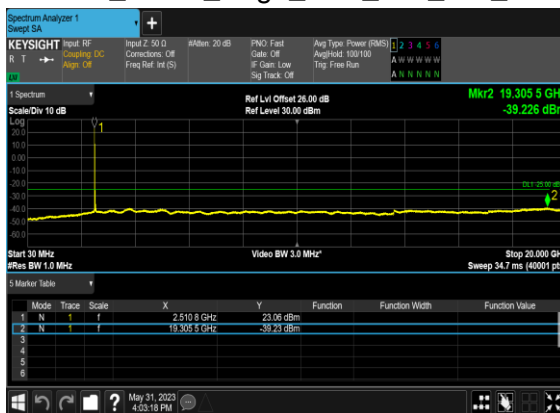 Spectrum Analyzer 1
Swept SA
KEYSIGHT
R T
Input: RF
Coupling: DC
Align: Off
Input Z: 50 Ω
Corrections: Off
Freq Ref: Int (S)
#Atten: 20 dB
PNO: Fast
Gate: Off
IF Gain: Low
Sig Track: Off
Avg Type: Power (RMS)
Avg|Hold: 100/100
Trig: Free Run
1 2 3 4 5 6
A W W W W W
A N N N N N
1 Spectrum
Scale/Div 10 dB
Ref Lvl Offset 26.00 dB
Ref Level 30.00 dBm
Mkr2 19.305 5 GH
-39.226 dBr
Log
20.0
10.0
0.00
-10.0
-20.0
-30.0
-40.0
-50.0
-60.0
1
DL1 -25.00 dB
2
Start 30 MHz
#Res BW 1.0 MHz
Video BW 3.0 MHz*
Stop 20.000 GH
Sweep 34.7 ms (40001 pt
5 Marker Table
Mode Trace Scale X Y Function Function Width Function Value
1 N 1 f 2.510 8 GHz 23.06 dBm
2 N 1 f 19.305 5 GHz -39.23 dBm
3
4
5
6
?
May 31, 2023
4:03:18 PM